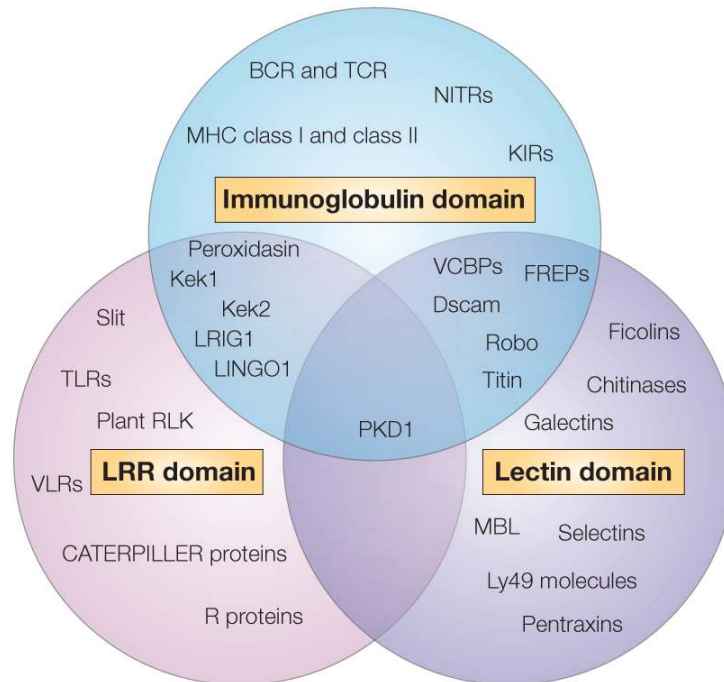 BCR and TCR
NITRs
MHC class I and class II
KIRs
Immunoglobulin domain
Peroxidasin
VCBPs
FREPs
Kek1
Dscam
Kek2
Slit
Robo
Ficolins
LRIG1
LINGO1
Titin
TLRs
Chitinases
Plant RLK
PKD1
Galectins
VLRs
LRR domain
Lectin domain
MBL
Selectins
CATERPILLER proteins
Ly49 molecules
R proteins
Pentraxins